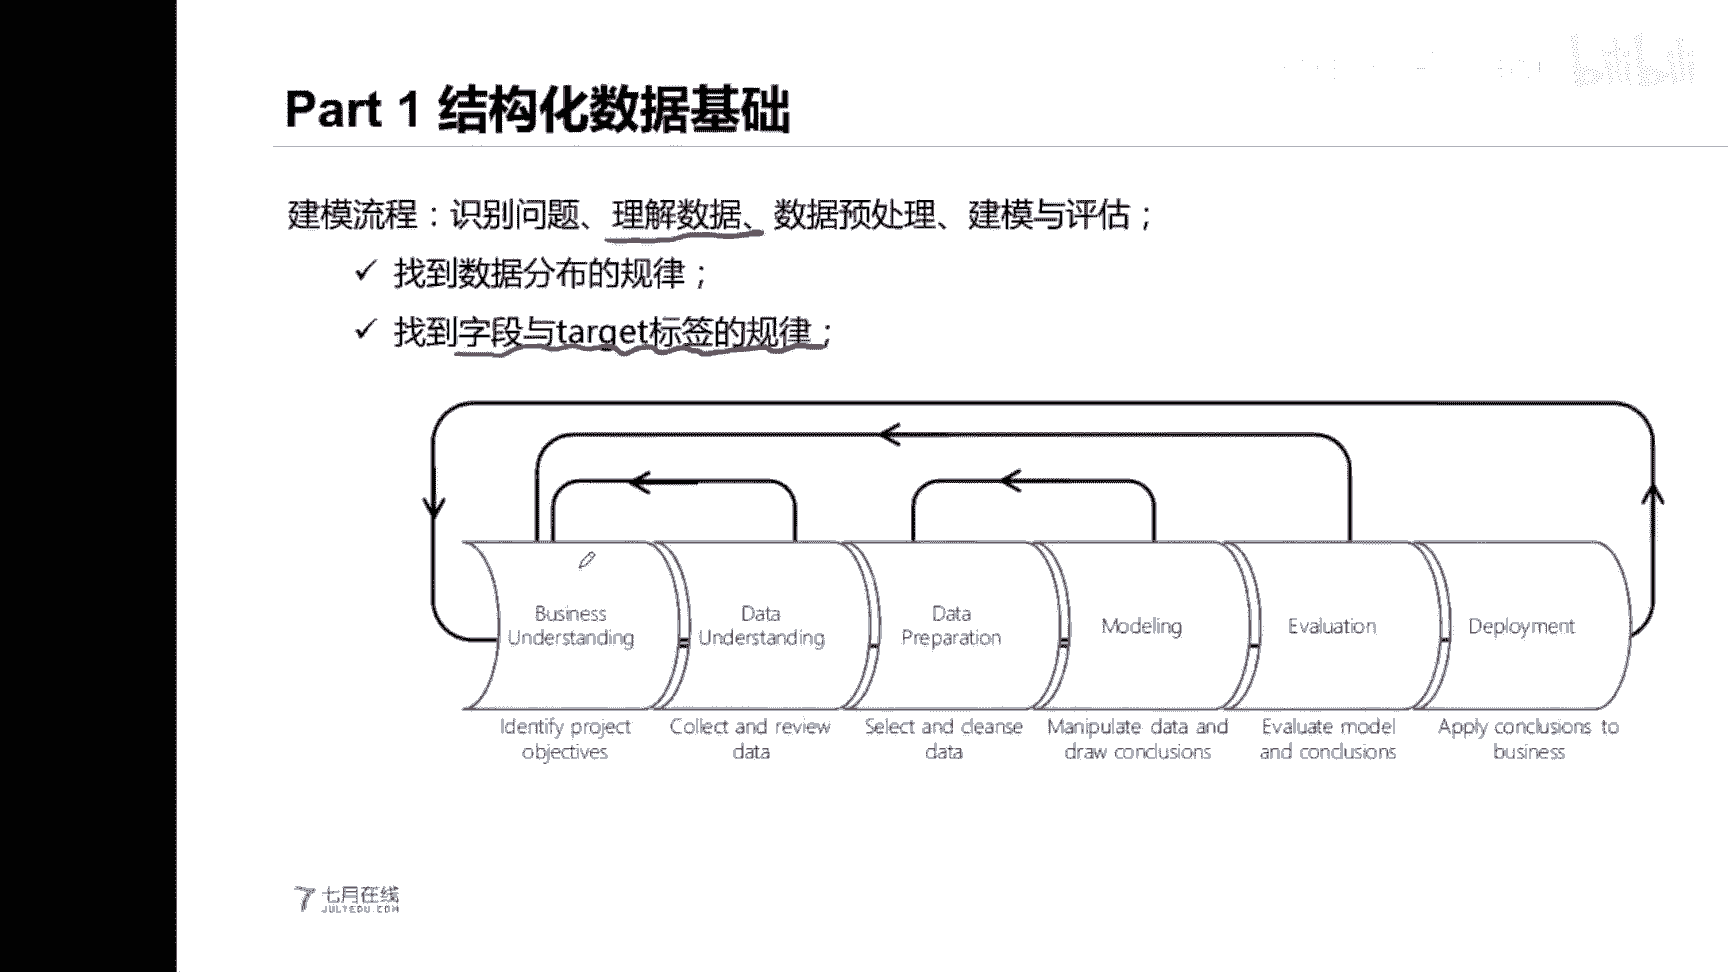 bilibili
Part 1 结构化数据基础
建模流程：识别问题、理解数据、数据预处理、建模与评估；
✓ 找到数据分布的规律；
✓ 找到字段与target标签的规律；
Business
Understanding
Data
Understanding
Data
Preparation
Modeling
Evaluation
Deployment
Identify project
objectives
Collect and review
data
Select and cleanse
data
Manipulate data and
draw conclusions
Evaluate model
and conclusions
Apply conclusions to
business
七月在线
JULYEDU.COM